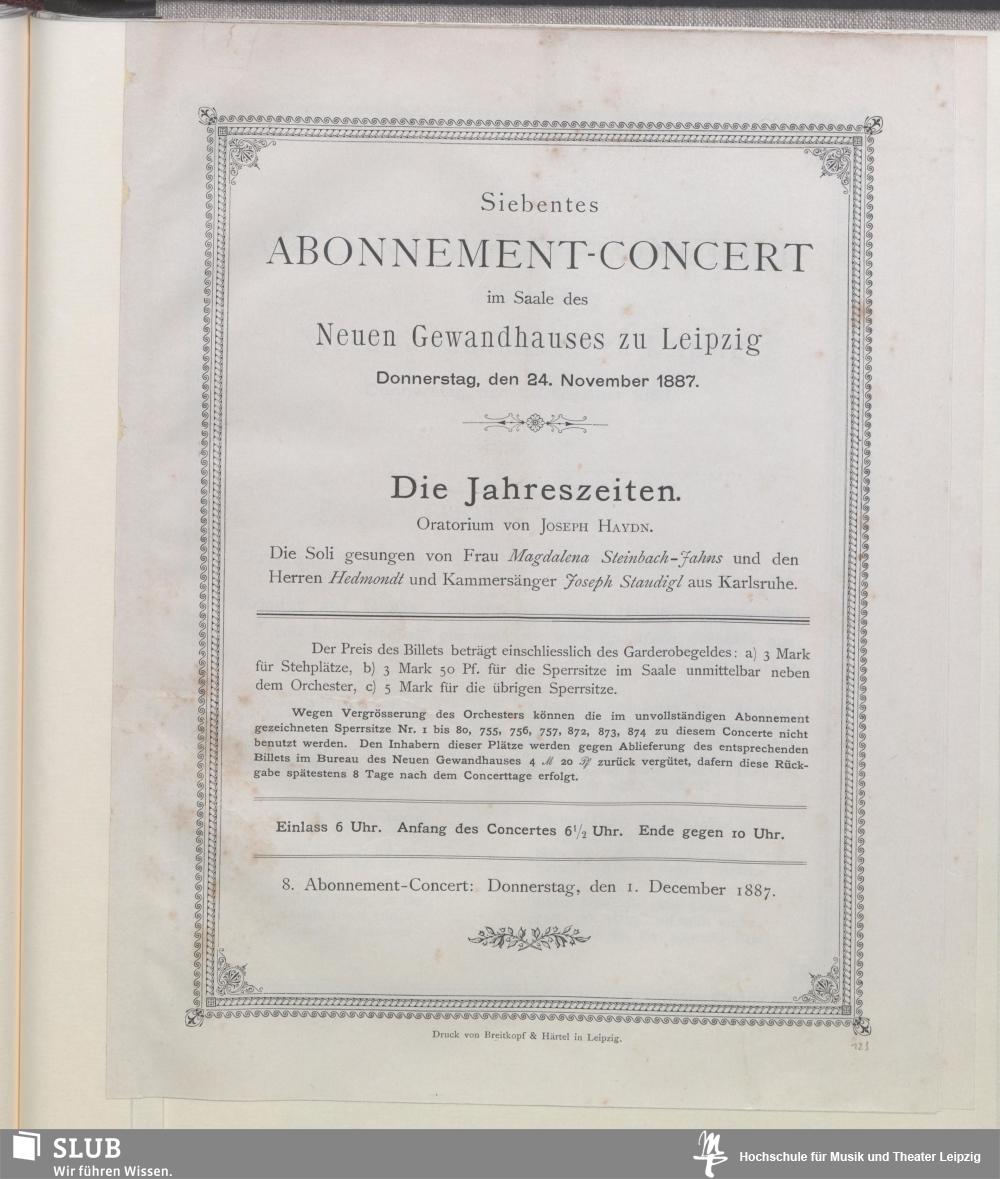 Siebentes
ABONNEMENT-CONCERT
im Saale des
Neuen Gewandhauses zu Leipzig
Donnerstag, den 24. November 1887.
Die Jahreszeiten.
Oratorium von JOSEPH HAYDN.
Die Soli gesungen von Frau Magdalena Steinbach-Jahns und den
Herren Hedmondt und Kammersänger Joseph Staudigl aus Karlsruhe.
Der Preis des Billets beträgt einschliesslich des Garderobegeldes: a) 3 Mark
für Stehplätze, b) 3 Mark 50 Pf. für die Sperrsitze im Saale unmittelbar neben
dem Orchester, c) 5 Mark für die übrigen Sperrsitze.
Wegen Vergrösserung des Orchesters können die im unvollständigen Abonnement
gezeichneten Sperrsitze Nr. 1 bis 80, 755, 756, 757, 872, 873, 874 zu diesem Concerte nicht
benutzt werden. Den Inhabern dieser Plätze werden gegen Ablieferung des entsprechenden
Billets im Bureau des Neuen Gewandhauses 4 ℳ 20 ₰ zurück vergütet, dafern diese Rück-
gabe spätestens 8 Tage nach dem Concerttage erfolgt.
Einlass 6 Uhr. Anfang des Concertes 6½ Uhr. Ende gegen 10 Uhr.
8. Abonnement-Concert: Donnerstag, den 1. December 1887.
Druck von Breitkopf & Härtel in Leipzig.
121
SLUB
Wir führen Wissen.
Hochschule für Musik und Theater Leipzig